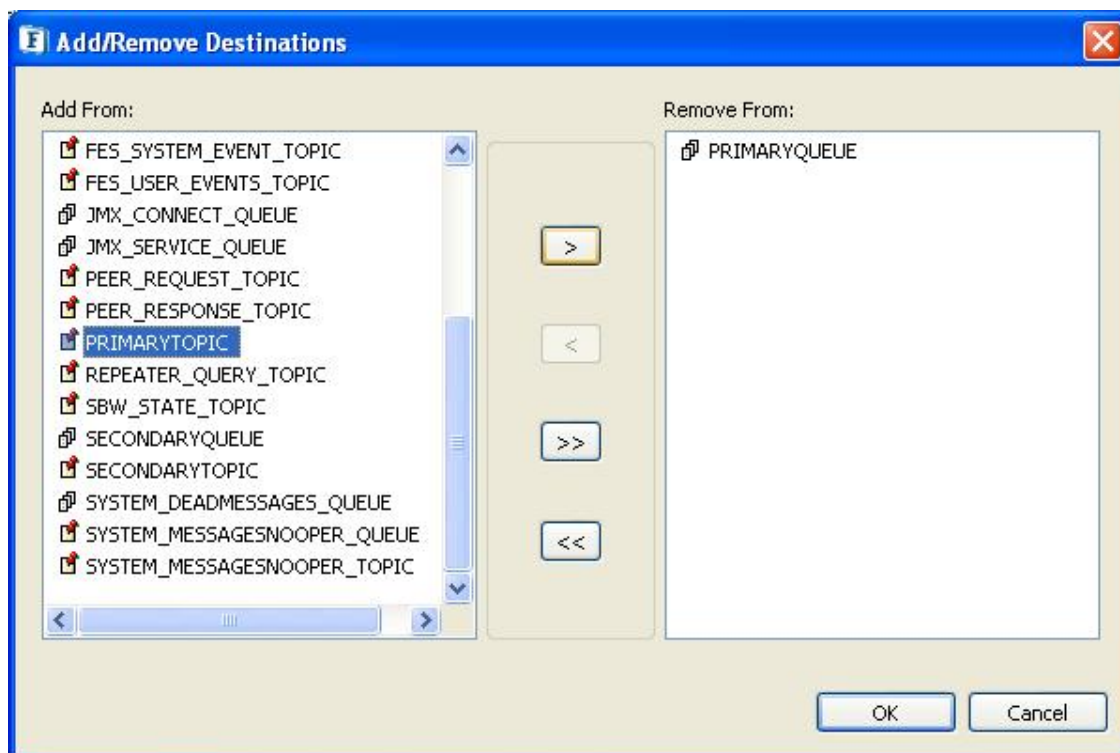 F Add/Remove Destinations
Add From:
FES_SYSTEM_EVENT_TOPIC
FES_USER_EVENTS_TOPIC
JMX_CONNECT_QUEUE
JMX_SERVICE_QUEUE
PEER_REQUEST_TOPIC
PEER_RESPONSE_TOPIC
PRIMARYTOPIC
REPEATER_QUERY_TOPIC
SBW_STATE_TOPIC
SECONDARYQUEUE
SECONDARYTOPIC
SYSTEM_DEADMESSAGES_QUEUE
SYSTEM_MESSAGESNOOPER_QUEUE
SYSTEM_MESSAGESNOOPER_TOPIC
>
<
>>
<<
Remove From:
PRIMARYQUEUE
OK
Cancel